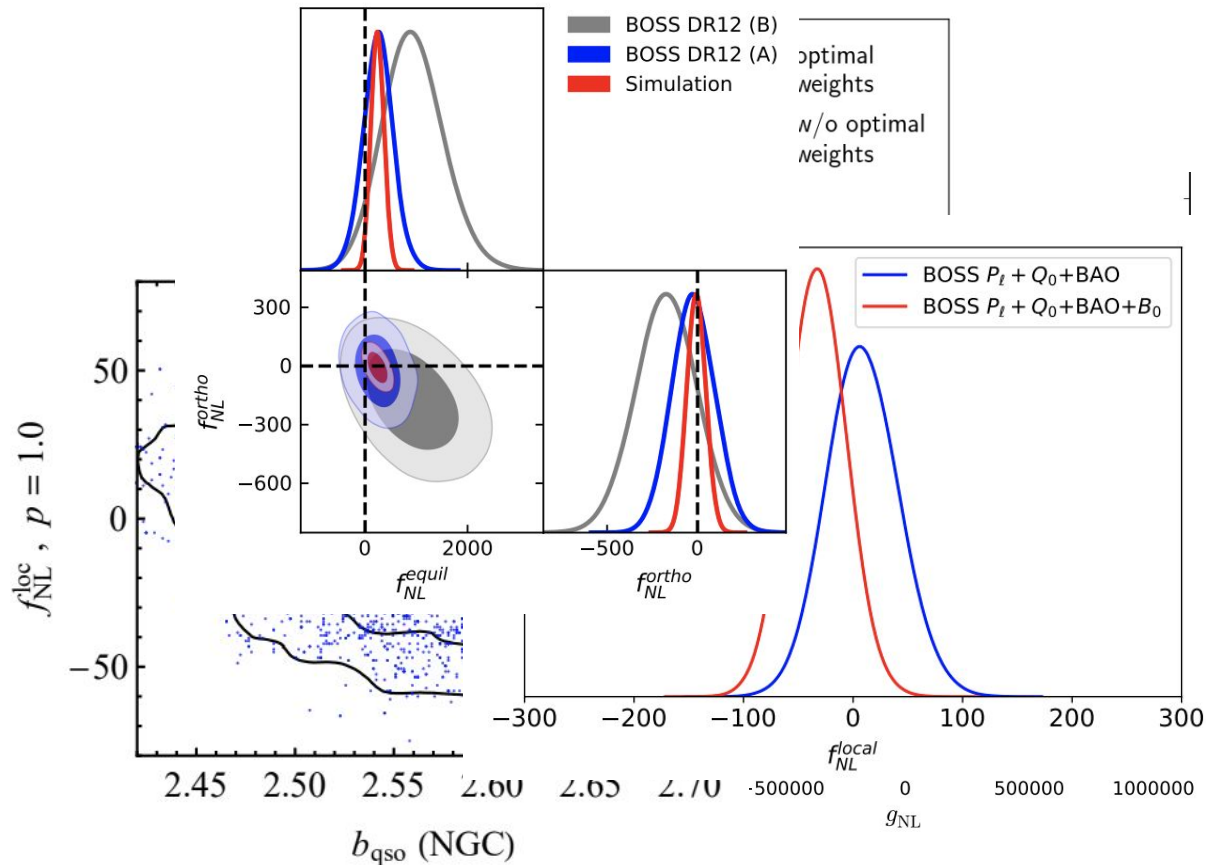 BOSS DR12 (B)
BOSS DR12 (A)
Simulation
optimal
weights
w/o optimal
weights
300
0
−300
−600
f_NL^ortho
0
2000
f_NL^equil
−500
0
f_NL^ortho
BOSS P_ℓ + Q_0+BAO
BOSS P_ℓ + Q_0+BAO+B_0
−300
−200
−100
0
100
200
300
f_NL^local
50
0
−50
f_NL^loc , p = 1.0
2.45
2.50
2.55
2.60
2.65
2.70
b_qso (NGC)
-500000
0
500000
1000000
g_NL